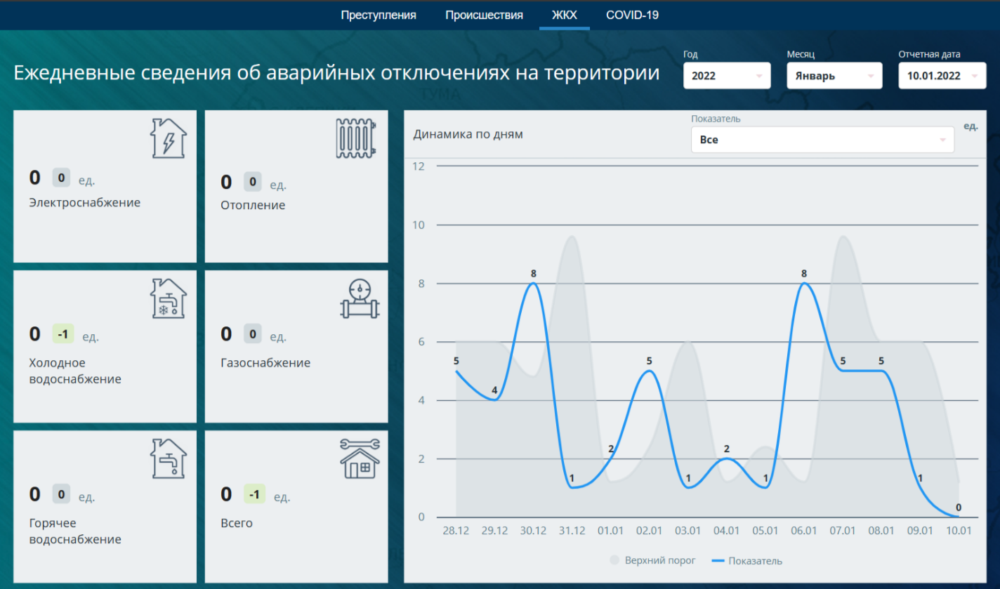 Преступления Происшествия ЖКХ COVID-19
Ежедневные сведения об аварийных отключениях на территории
Год
2022
Месяц
Январь
Отчетная дата
10.01.2022
ТУМА
0 0 ед.
Электроснабжение
0 0 ед.
Отопление
0 -1 ед.
Холодное
водоснабжение
0 0 ед.
Газоснабжение
0 0 ед.
Горячее
водоснабжение
0 -1 ед.
Всего
Динамика по дням
Показатель
Все
ед.
12
10
8
6
4
2
0
5 4 8 1 2 5 1 2 1 8 5 5 1 0
28.12 29.12 30.12 31.12 01.01 02.01 03.01 04.01 05.01 06.01 07.01 08.01 09.01 10.01
Верхний порог Показатель